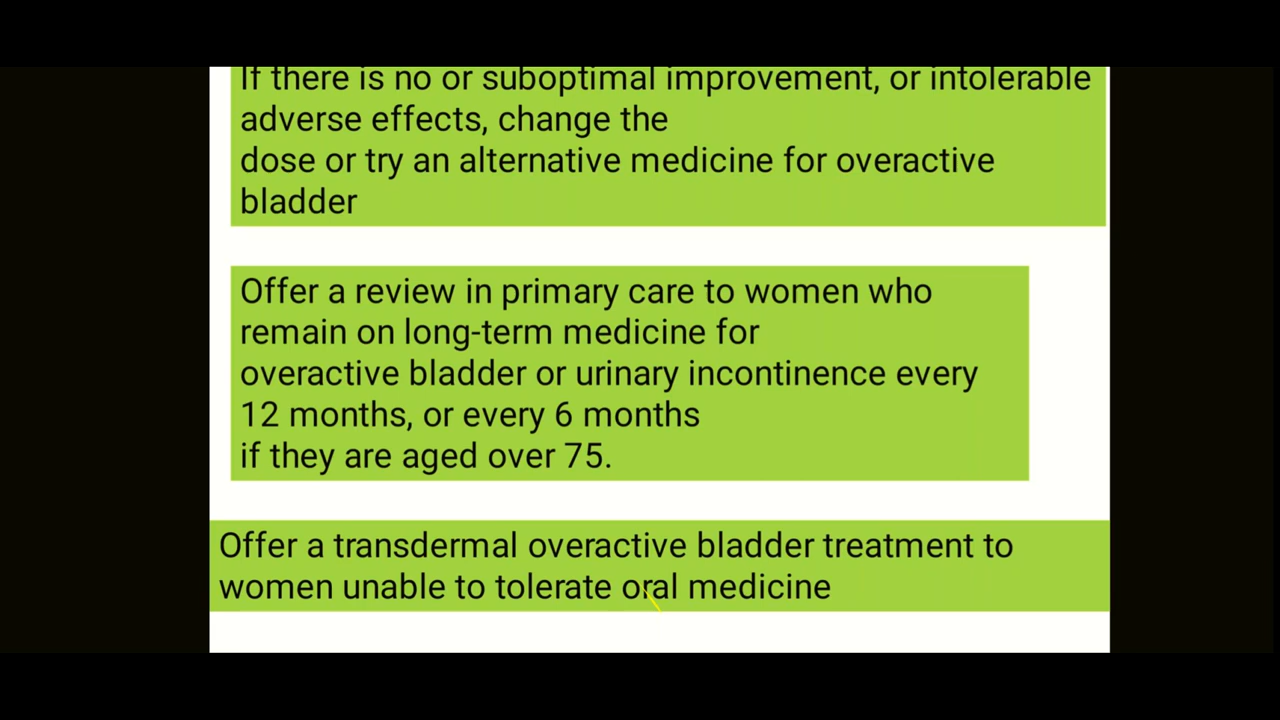 If there is no or suboptimal improvement, or intolerable
adverse effects, change the
dose or try an alternative medicine for overactive
bladder
Offer a review in primary care to women who
remain on long-term medicine for
overactive bladder or urinary incontinence every
12 months, or every 6 months
if they are aged over 75.
Offer a transdermal overactive bladder treatment to
women unable to tolerate oral medicine